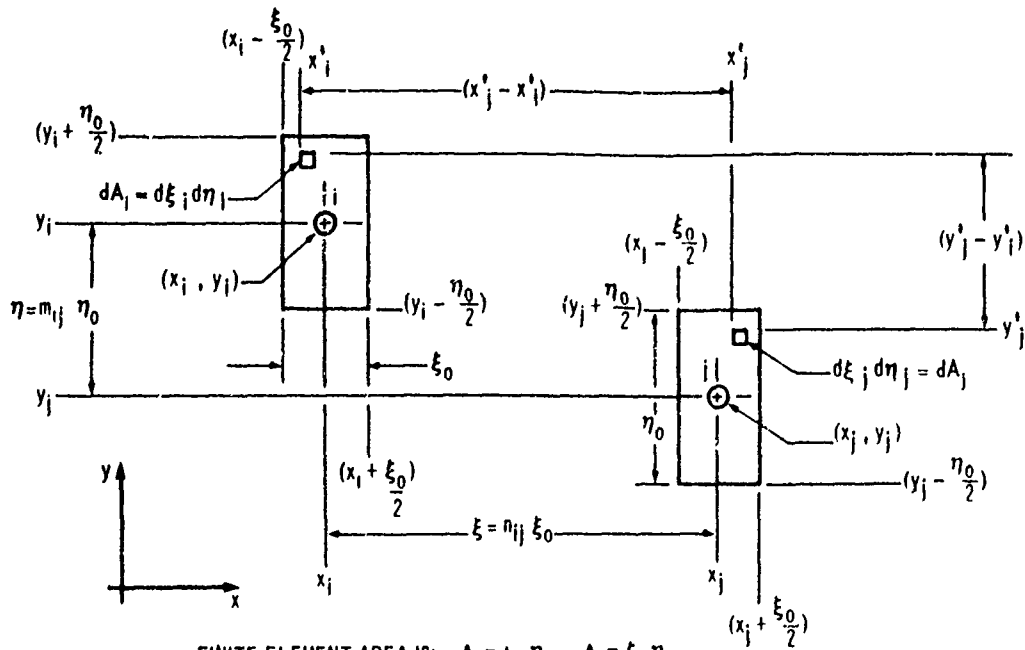 (x_i − ξ_0/2)
x'_i
x'_j
(x'_j − x'_i)
(y_i + η_0/2)
dA_i = dξ_i dη_i
i
y_i
(x_i − ξ_0/2)
(y'_j − y'_i)
(x_i, y_i)
η = m_ij η_0
(y_i − η_0/2)
(y_j + η_0/2)
y'_j
ξ_0
dξ_j dη_j = dA_j
j
y_j
η'_0
(x_j, y_j)
y
(x_i + ξ_0/2)
(y_j − η_0/2)
ξ = n_ij ξ_0
x_i
x_j
x
(x_j + ξ_0/2)